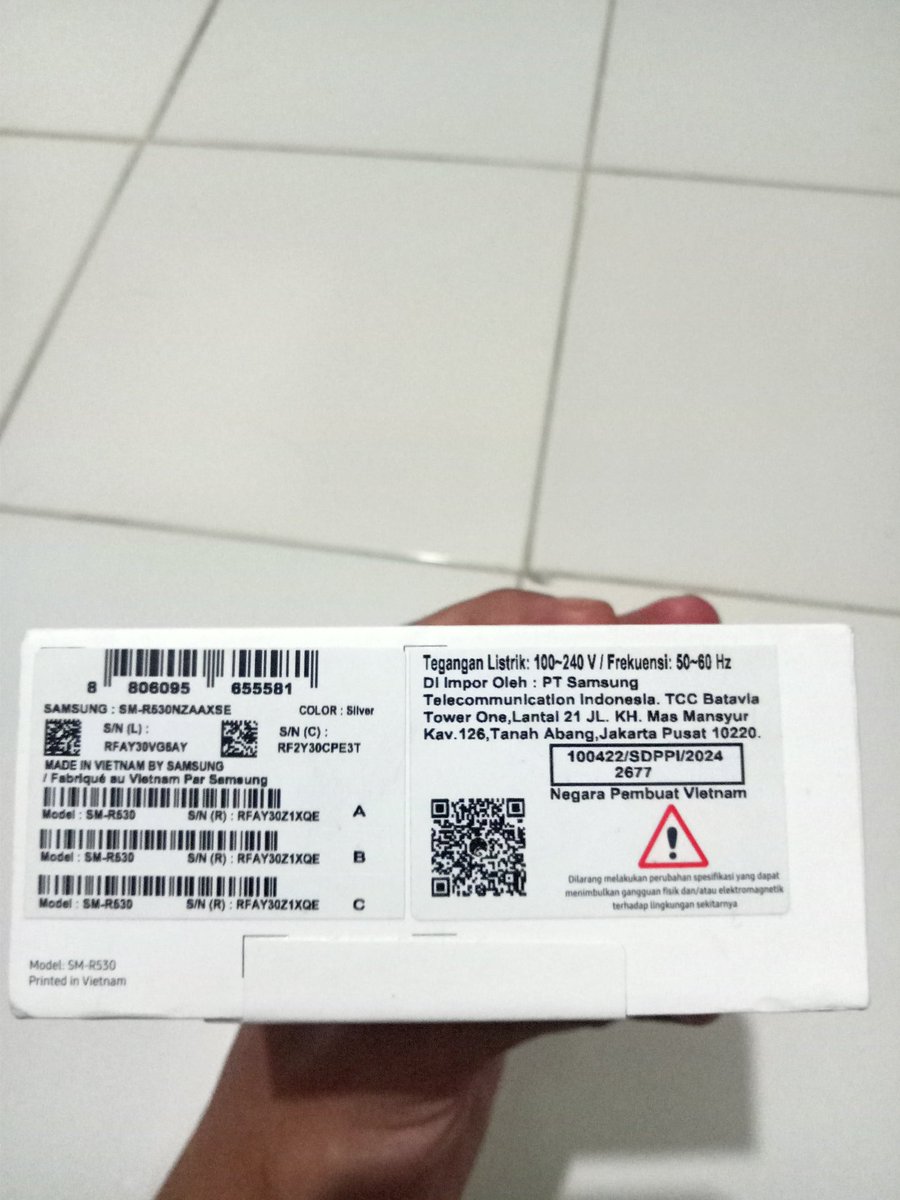 8 806095 655581
SAMSUNG : SM-R530NZAAXSE
COLOR : Silver
S/N (L) :
RFAY30VG5AY
S/N (C) :
RF2Y30CPE3T
MADE IN VIETNAM BY SAMSUNG
/ Fabriqué au Vietnam Par Samsung
Model : SM-R530 S/N (R) : RFAY30Z1XQE A
Model : SM-R530 S/N (R) : RFAY30Z1XQE B
Model : SM-R530 S/N (R) : RFAY30Z1XQE C
Model: SM-R530
Printed in Vietnam
Tegangan Listrik: 100~240 V / Frekuensi: 50~60 Hz
Di Impor Oleh : PT Samsung
Telecommunication Indonesia. TCC Batavia
Tower One,Lantai 21 JL. KH. Mas Mansyur
Kav.126,Tanah Abang,Jakarta Pusat 10220.
100422/SDPPI/2024
2677
Negara Pembuat Vietnam
Dilarang melakukan perubahan spesifikasi yang dapat
menimbulkan gangguan fisik dan/atau elektromagnetik
terhadap lingkungan sekitarnya